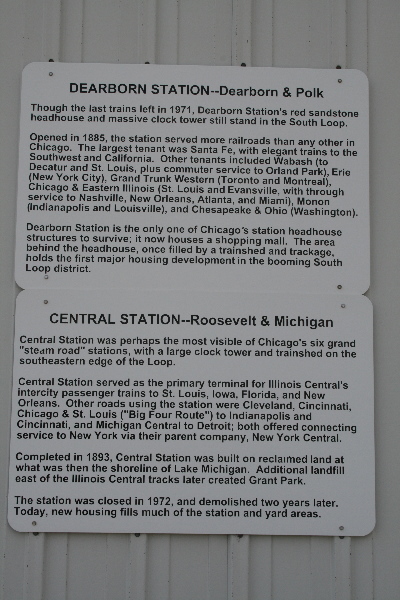 DEARBORN STATION--Dearborn & Polk
Though the last trains left in 1971, Dearborn Station's red sandstone
headhouse and massive clock tower still stand in the South Loop.
Opened in 1885, the station served more railroads than any other in
Chicago. The largest tenant was Santa Fe, with elegant trains to the
Southwest and California. Other tenants included Wabash (to
Decatur and St. Louis, plus commuter service to Orland Park), Erie
(New York City), Grand Trunk Western (Toronto and Montreal),
Chicago & Eastern Illinois (St. Louis and Evansville, with through
service to Nashville, New Orleans, Atlanta, and Miami), Monon
(Indianapolis and Louisville), and Chesapeake & Ohio (Washington).
Dearborn Station is the only one of Chicago's station headhouse
structures to survive; it now houses a shopping mall. The area
behind the headhouse, once filled by a trainshed and trackage,
holds the first major housing development in the booming South
Loop district.
CENTRAL STATION--Roosevelt & Michigan
Central Station was perhaps the most visible of Chicago's six grand
"steam road" stations, with a large clock tower and trainshed on the
southeastern edge of the Loop.
Central Station served as the primary terminal for Illinois Central's
intercity passenger trains to St. Louis, Iowa, Florida, and New
Orleans. Other roads using the station were Cleveland, Cincinnati,
Chicago & St. Louis ("Big Four Route") to Indianapolis and
Cincinnati, and Michigan Central to Detroit; both offered connecting
service to New York via their parent company, New York Central.
Completed in 1893, Central Station was built on reclaimed land at
what was then the shoreline of Lake Michigan. Additional landfill
east of the Illinois Central tracks later created Grant Park.
The station was closed in 1972, and demolished two years later.
Today, new housing fills much of the station and yard areas.